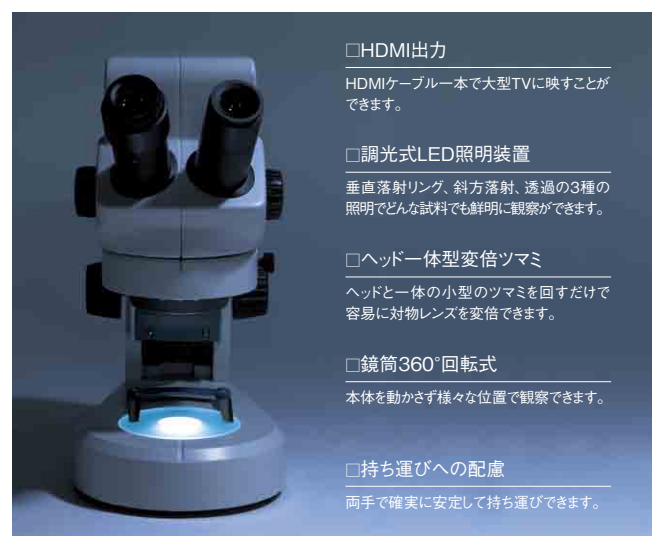 □HDMI出力
HDMIケーブル一本で大型TVに映すことが
できます。
□調光式LED照明装置
垂直落射リング、斜方落射、透過の3種の
照明でどんな試料でも鮮明に観察ができます。
□ヘッド一体型変倍ツマミ
ヘッドと一体の小型のツマミを回すだけで
容易に対物レンズを変倍できます。
□鏡筒360°回転式
本体を動かさず様々な位置で観察できます。
□持ち運びへの配慮
両手で確実に安定して持ち運びできます。